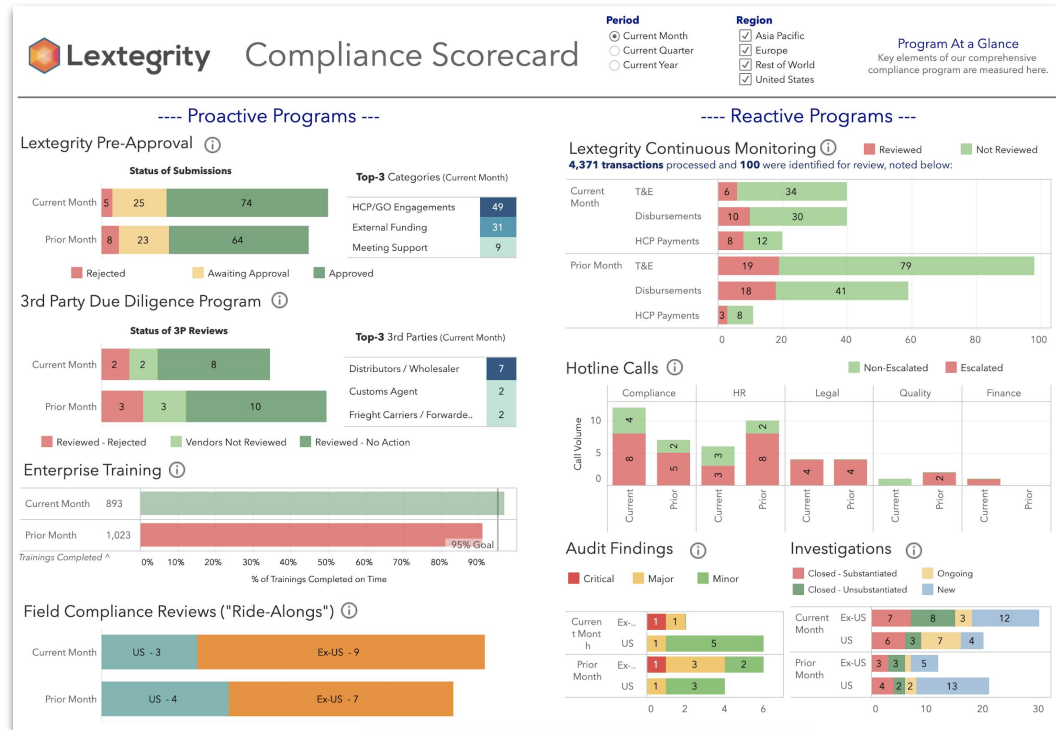 Lextegrity
Compliance Scorecard
Period
Current Month
Current Quarter
Current Year
Region
Asia Pacific
Europe
Rest of World
United States
Program At a Glance
Key elements of our comprehensive
compliance program are measured here.
---- Proactive Programs ---
Lextegrity Pre-Approval
Status of Submissions
Current Month 5 25 74
Prior Month 8 23 64
Rejected Awaiting Approval Approved
Top-3 Categories (Current Month)
HCP/GO Engagements 49
External Funding 31
Meeting Support 9
3rd Party Due Diligence Program
Status of 3P Reviews
Current Month 2 2 8
Prior Month 3 3 10
Reviewed - Rejected Vendors Not Reviewed Reviewed - No Action
Top-3 3rd Parties (Current Month)
Distributors / Wholesaler 7
Customs Agent 2
Frieght Carriers / Forwarde.. 2
Enterprise Training
Current Month 893
Prior Month 1,023
95% Goal
Trainings Completed ^
0% 10% 20% 30% 40% 50% 60% 70% 80% 90%
% of Trainings Completed on Time
Field Compliance Reviews ("Ride-Alongs")
Current Month US - 3 Ex-US - 9
Prior Month US - 4 Ex-US - 7
---- Reactive Programs ---
Lextegrity Continuous Monitoring
Reviewed Not Reviewed
4,371 transactions processed and 100 were identified for review, noted below:
Current
Month
T&E 6 34
Disbursements 10 30
HCP Payments 8 12
Prior Month T&E 19 79
Disbursements 18 41
HCP Payments 3 8
0 20 40 60 80 100
Hotline Calls
Non-Escalated Escalated
Compliance HR Legal Quality Finance
Call Volume
10
5
0
4 2 3 2
8 5 3 8 4 4 2
Current Prior Current Prior Current Prior Current Prior Current Prior
Audit Findings
Critical Major Minor
Curren
t Mont
h
Ex-.. 1 1
US 1 5
Prior
Month
Ex-.. 1 3 2
US 1 3
0 2 4 6
Investigations
Closed - Substantiated Ongoing
Closed - Unsubstantiated New
Current
Month
Ex-US 7 8 3 12
US 6 3 7 4
Prior
Month
Ex-US 3 3 5
US 4 2 2 13
0 10 20 30